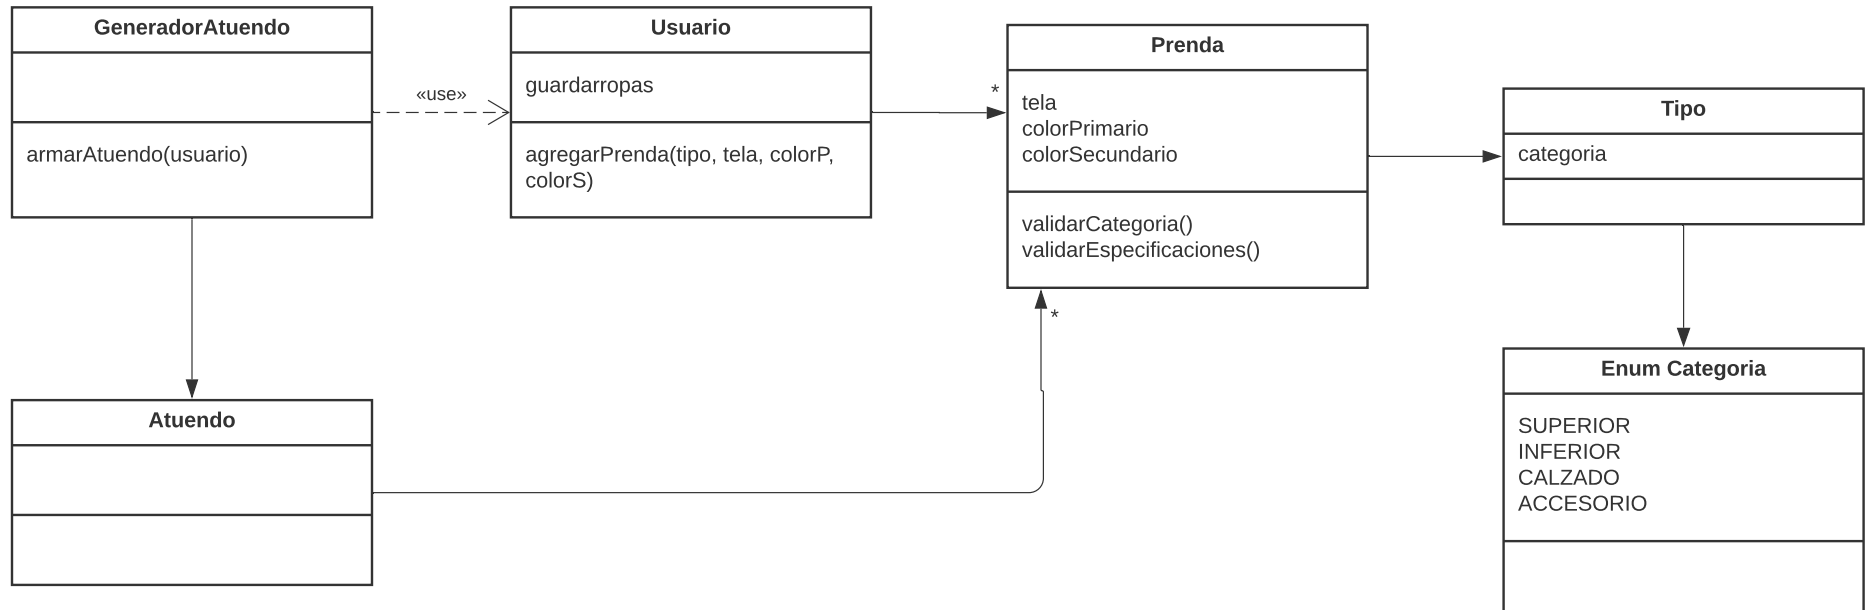 GeneradorAtuendo
armarAtuendo(usuario)
«use»
Usuario
guardarropas
agregarPrenda(tipo, tela, colorP,
colorS)
*
Prenda
tela
colorPrimario
colorSecundario
validarCategoria()
validarEspecificaciones()
*
Tipo
categoria
Atuendo
Enum Categoria
SUPERIOR
INFERIOR
CALZADO
ACCESORIO